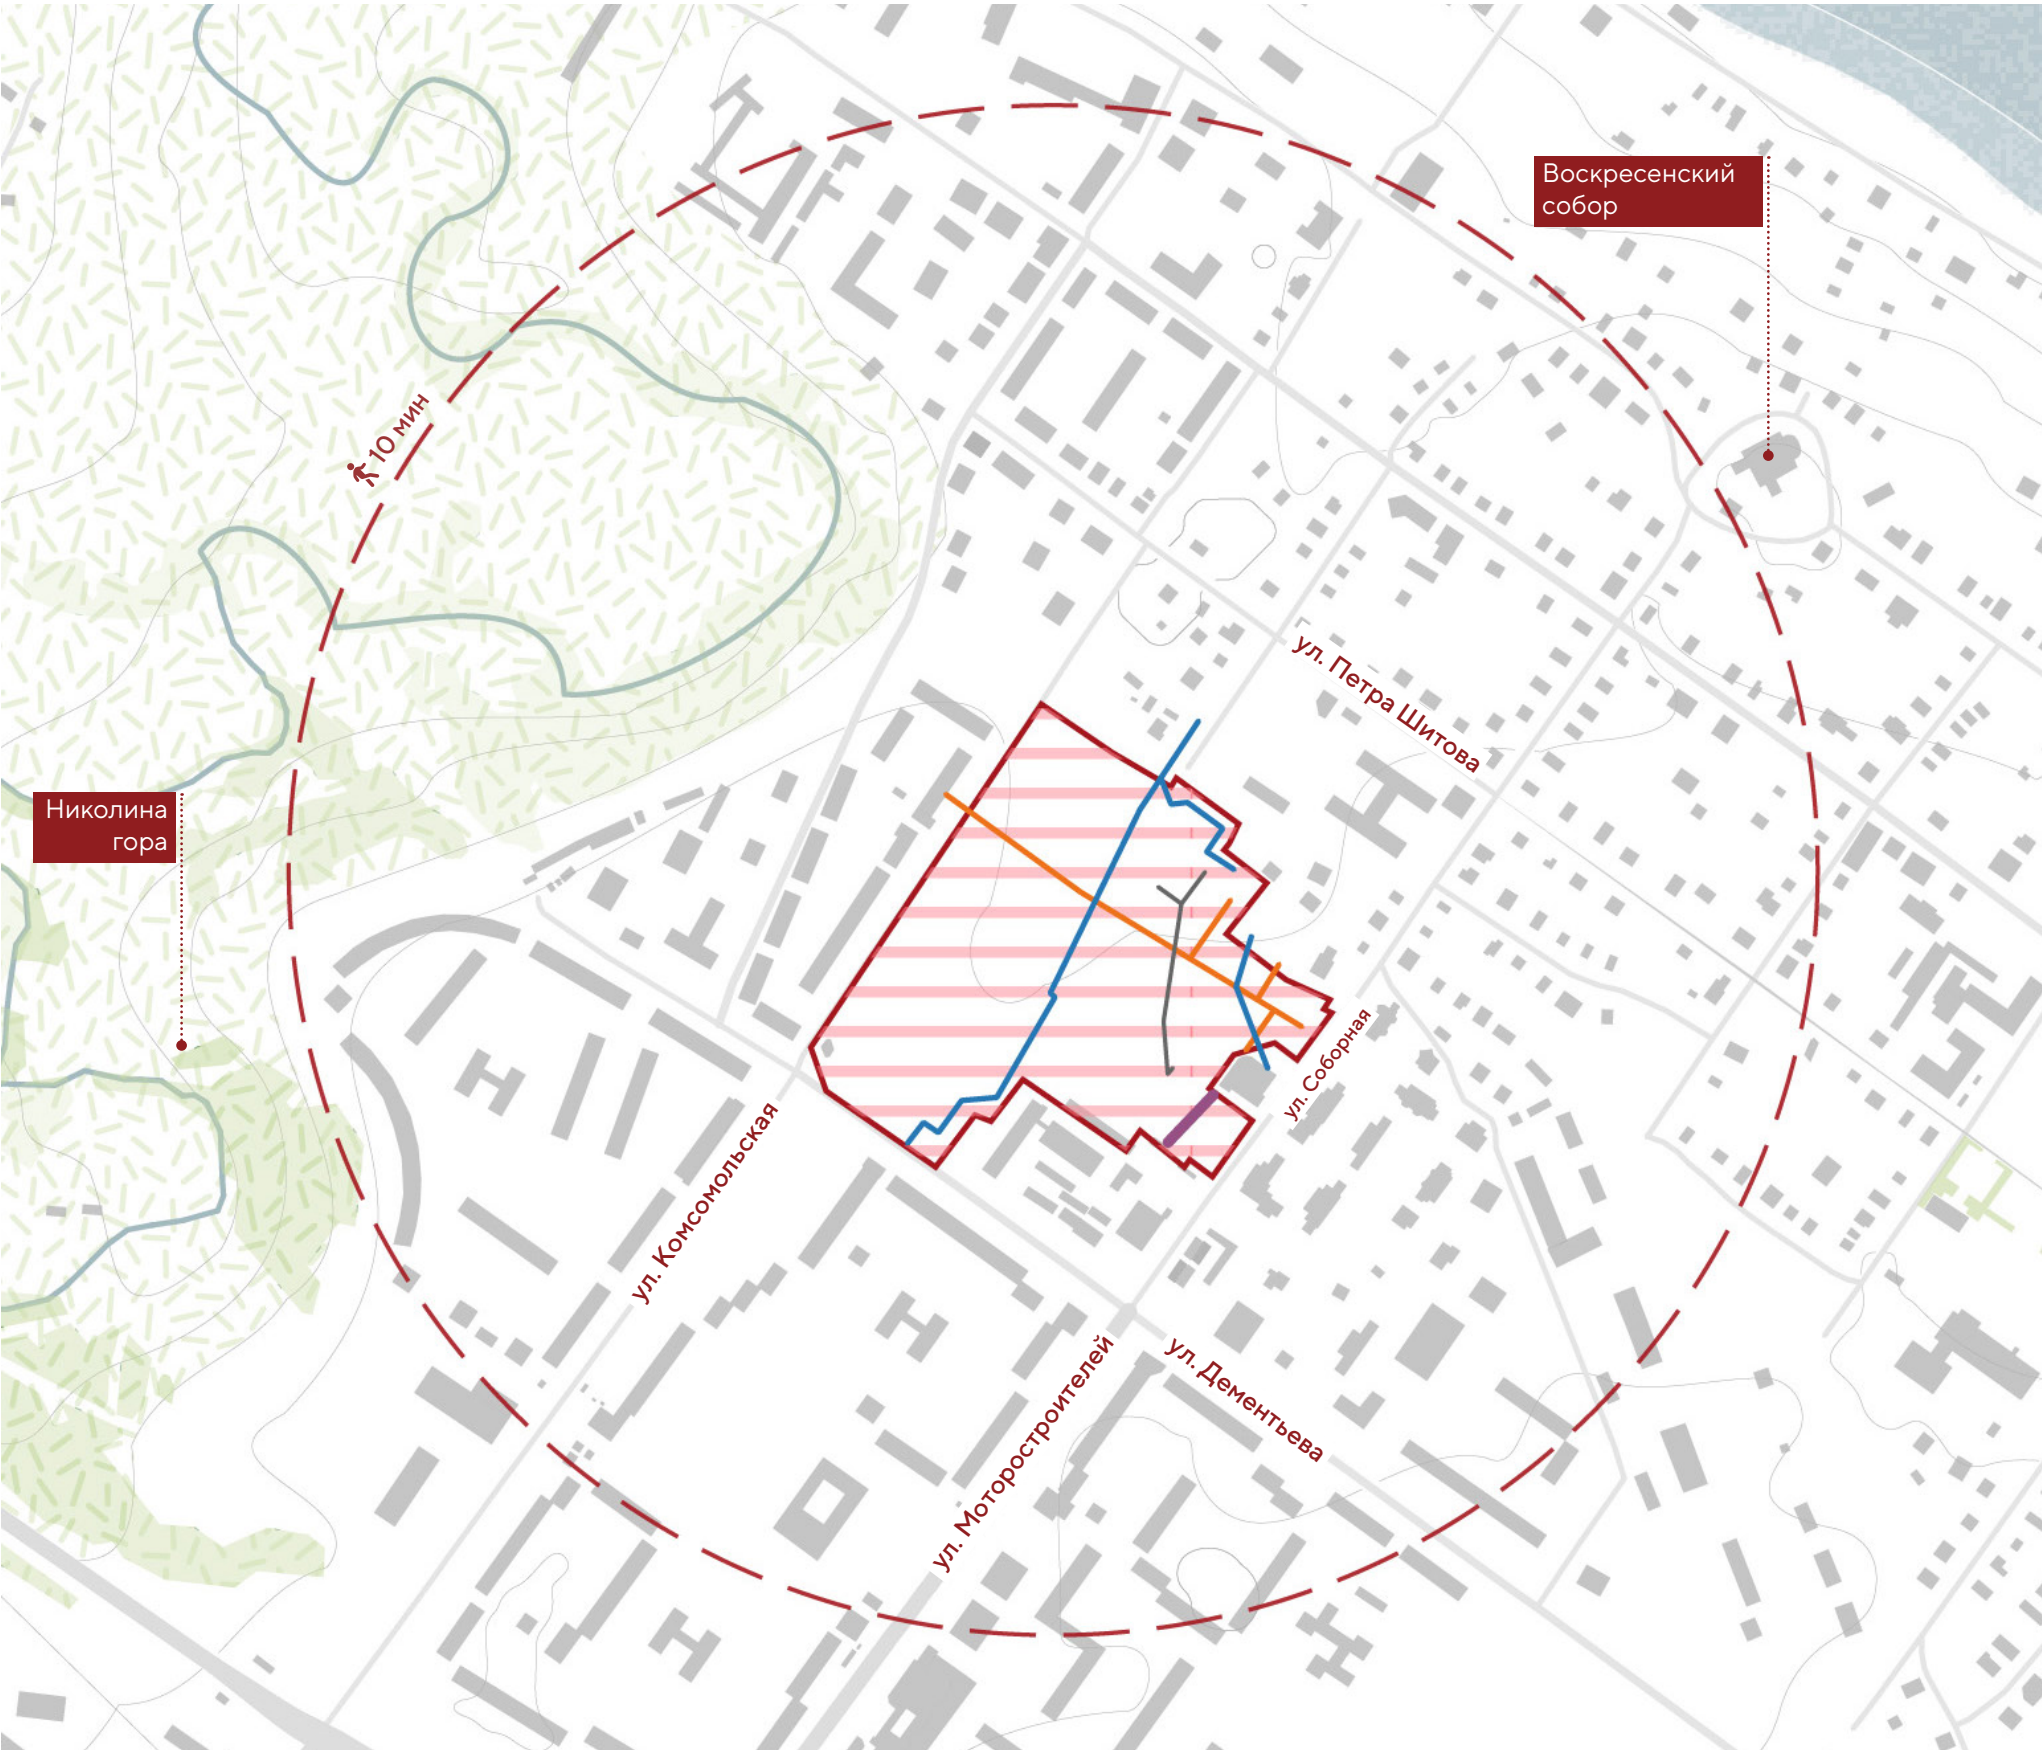 Воскресенский
собор
10 мин
ул. Петра Шитова
Николина
гора
ул. Соборная
ул. Комсомольская
ул. Моторостроителей
ул. Дементьева